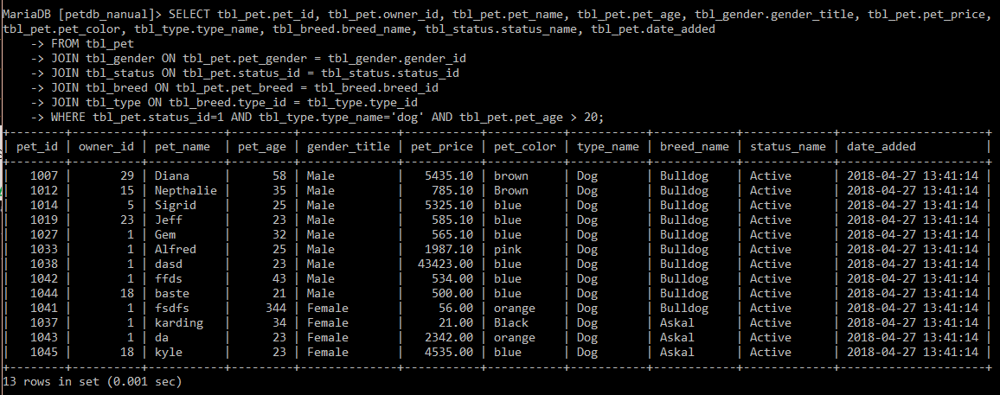 MariaDB [petdb_nanual]> SELECT tbl_pet.pet_id, tbl_pet.owner_id, tbl_pet.pet_name, tbl_pet.pet_age, tbl_gender.gender_title, tbl_pet.pet_price,
tbl_pet.pet_color, tbl_type.type_name, tbl_breed.breed_name, tbl_status.status_name, tbl_pet.date_added
    -> FROM tbl_pet
    -> JOIN tbl_gender ON tbl_pet.pet_gender = tbl_gender.gender_id
    -> JOIN tbl_status ON tbl_pet.status_id = tbl_status.status_id
    -> JOIN tbl_breed ON tbl_pet.pet_breed = tbl_breed.breed_id
    -> JOIN tbl_type ON tbl_breed.type_id = tbl_type.type_id
    -> WHERE tbl_pet.status_id=1 AND tbl_type.type_name='dog' AND tbl_pet.pet_age > 20;
| pet_id | owner_id | pet_name | pet_age | gender_title | pet_price | pet_color | type_name | breed_name | status_name | date_added |
| 1007 | 29 | Diana | 58 | Male | 5435.10 | brown | Dog | Bulldog | Active | 2018-04-27 13:41:14 |
| 1012 | 15 | Nepthalie | 35 | Male | 785.10 | Brown | Dog | Bulldog | Active | 2018-04-27 13:41:14 |
| 1014 | 5 | Sigrid | 25 | Male | 5325.10 | blue | Dog | Bulldog | Active | 2018-04-27 13:41:14 |
| 1019 | 23 | Jeff | 23 | Male | 585.10 | blue | Dog | Bulldog | Active | 2018-04-27 13:41:14 |
| 1027 | 1 | Gem | 32 | Male | 565.10 | blue | Dog | Bulldog | Active | 2018-04-27 13:41:14 |
| 1033 | 1 | Alfred | 25 | Male | 1987.10 | pink | Dog | Bulldog | Active | 2018-04-27 13:41:14 |
| 1038 | 1 | dasd | 23 | Male | 43423.00 | blue | Dog | Bulldog | Active | 2018-04-27 13:41:14 |
| 1042 | 1 | ffds | 43 | Male | 534.00 | blue | Dog | Bulldog | Active | 2018-04-27 13:41:14 |
| 1044 | 18 | baste | 21 | Male | 500.00 | blue | Dog | Bulldog | Active | 2018-04-27 13:41:14 |
| 1041 | 1 | fsdfs | 344 | Female | 56.00 | orange | Dog | Bulldog | Active | 2018-04-27 13:41:14 |
| 1037 | 1 | karding | 34 | Female | 21.00 | Black | Dog | Askal | Active | 2018-04-27 13:41:14 |
| 1043 | 1 | da | 23 | Female | 2342.00 | orange | Dog | Askal | Active | 2018-04-27 13:41:14 |
| 1045 | 18 | kyle | 23 | Female | 4535.00 | blue | Dog | Askal | Active | 2018-04-27 13:41:14 |
13 rows in set (0.001 sec)